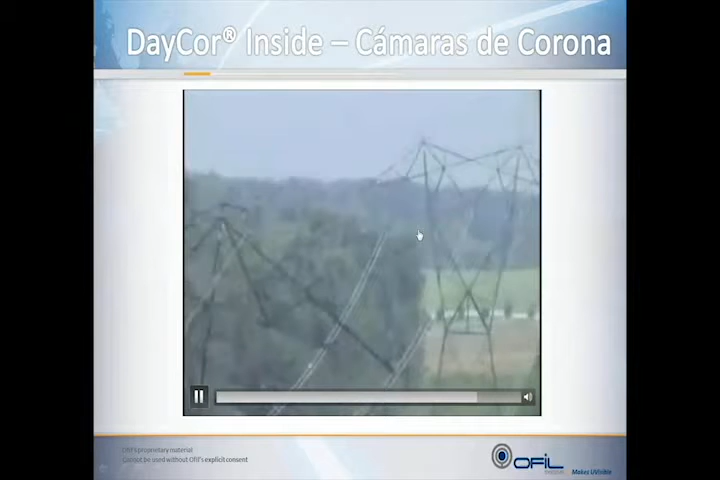 DayCor® Inside – Cámaras de Corona
Ofil's proprietary material
Cannot be used without Ofil's explicit consent
OFIL
Makes UVisible